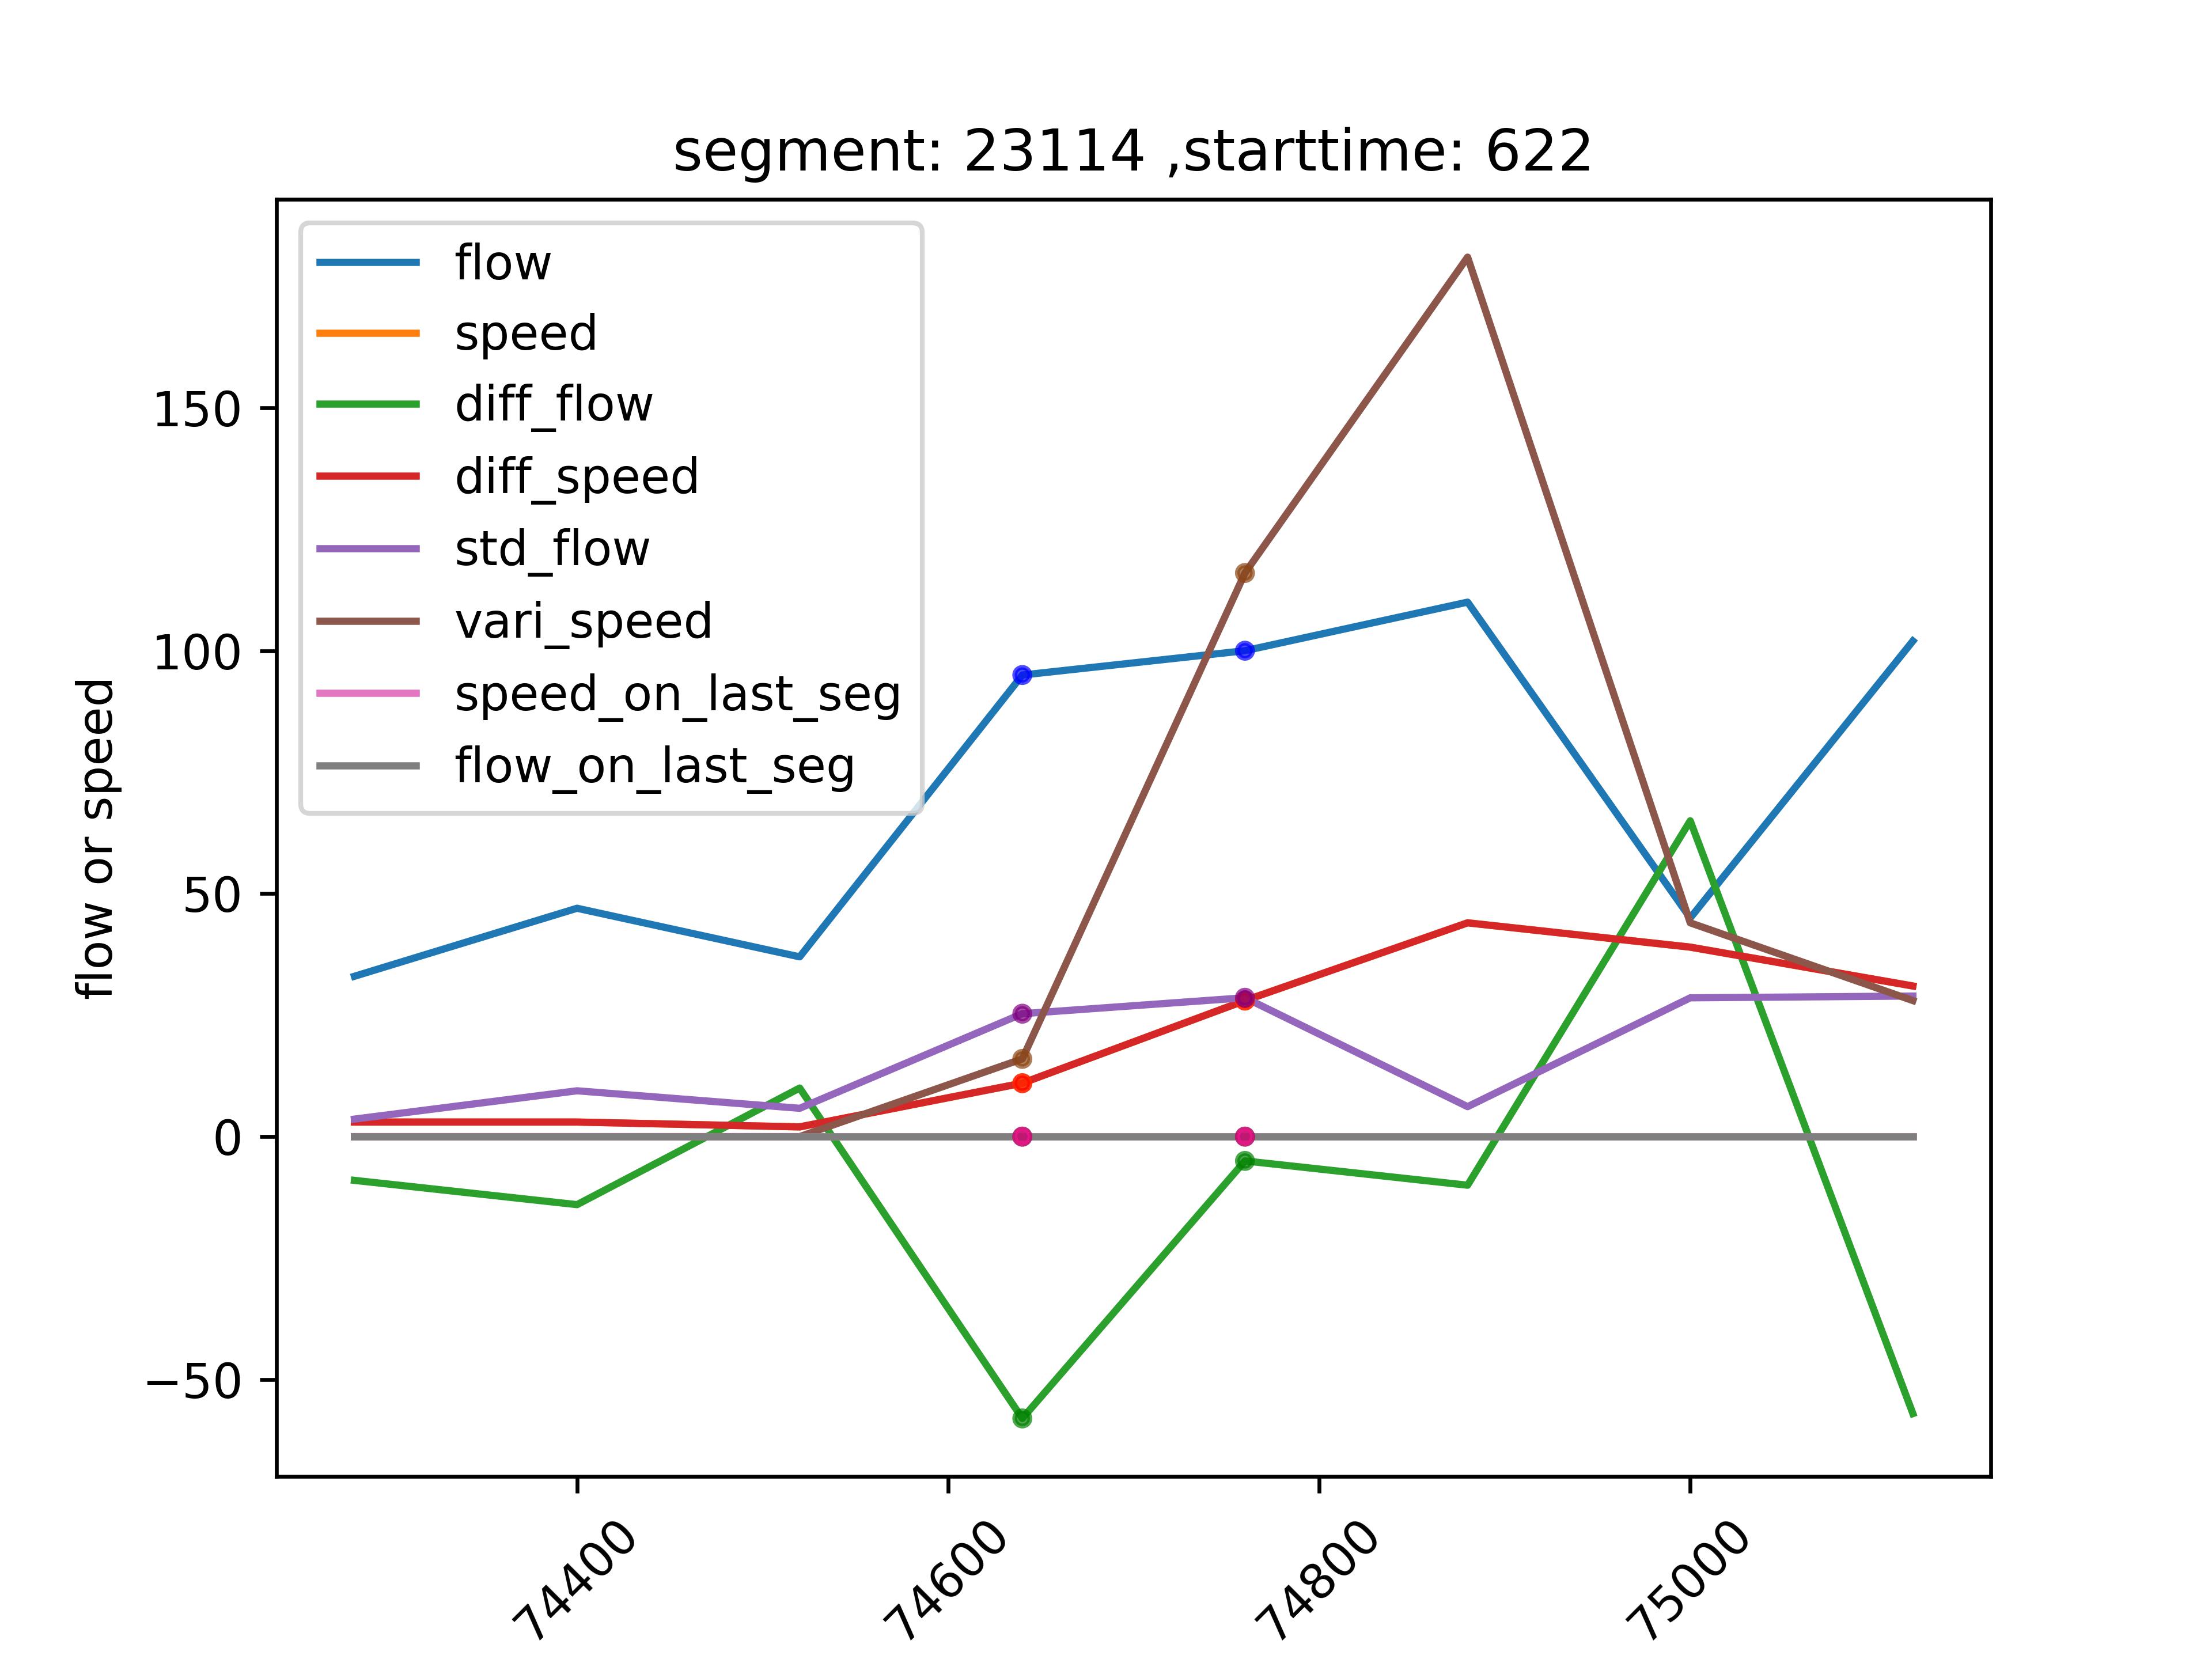 segment: 23114 ,starttime: 622
flow
speed
diff_flow
diff_speed
std_flow
vari_speed
speed_on_last_seg
flow_on_last_seg
flow or speed
150
100
50
0
−50
74400
74600
74800
75000